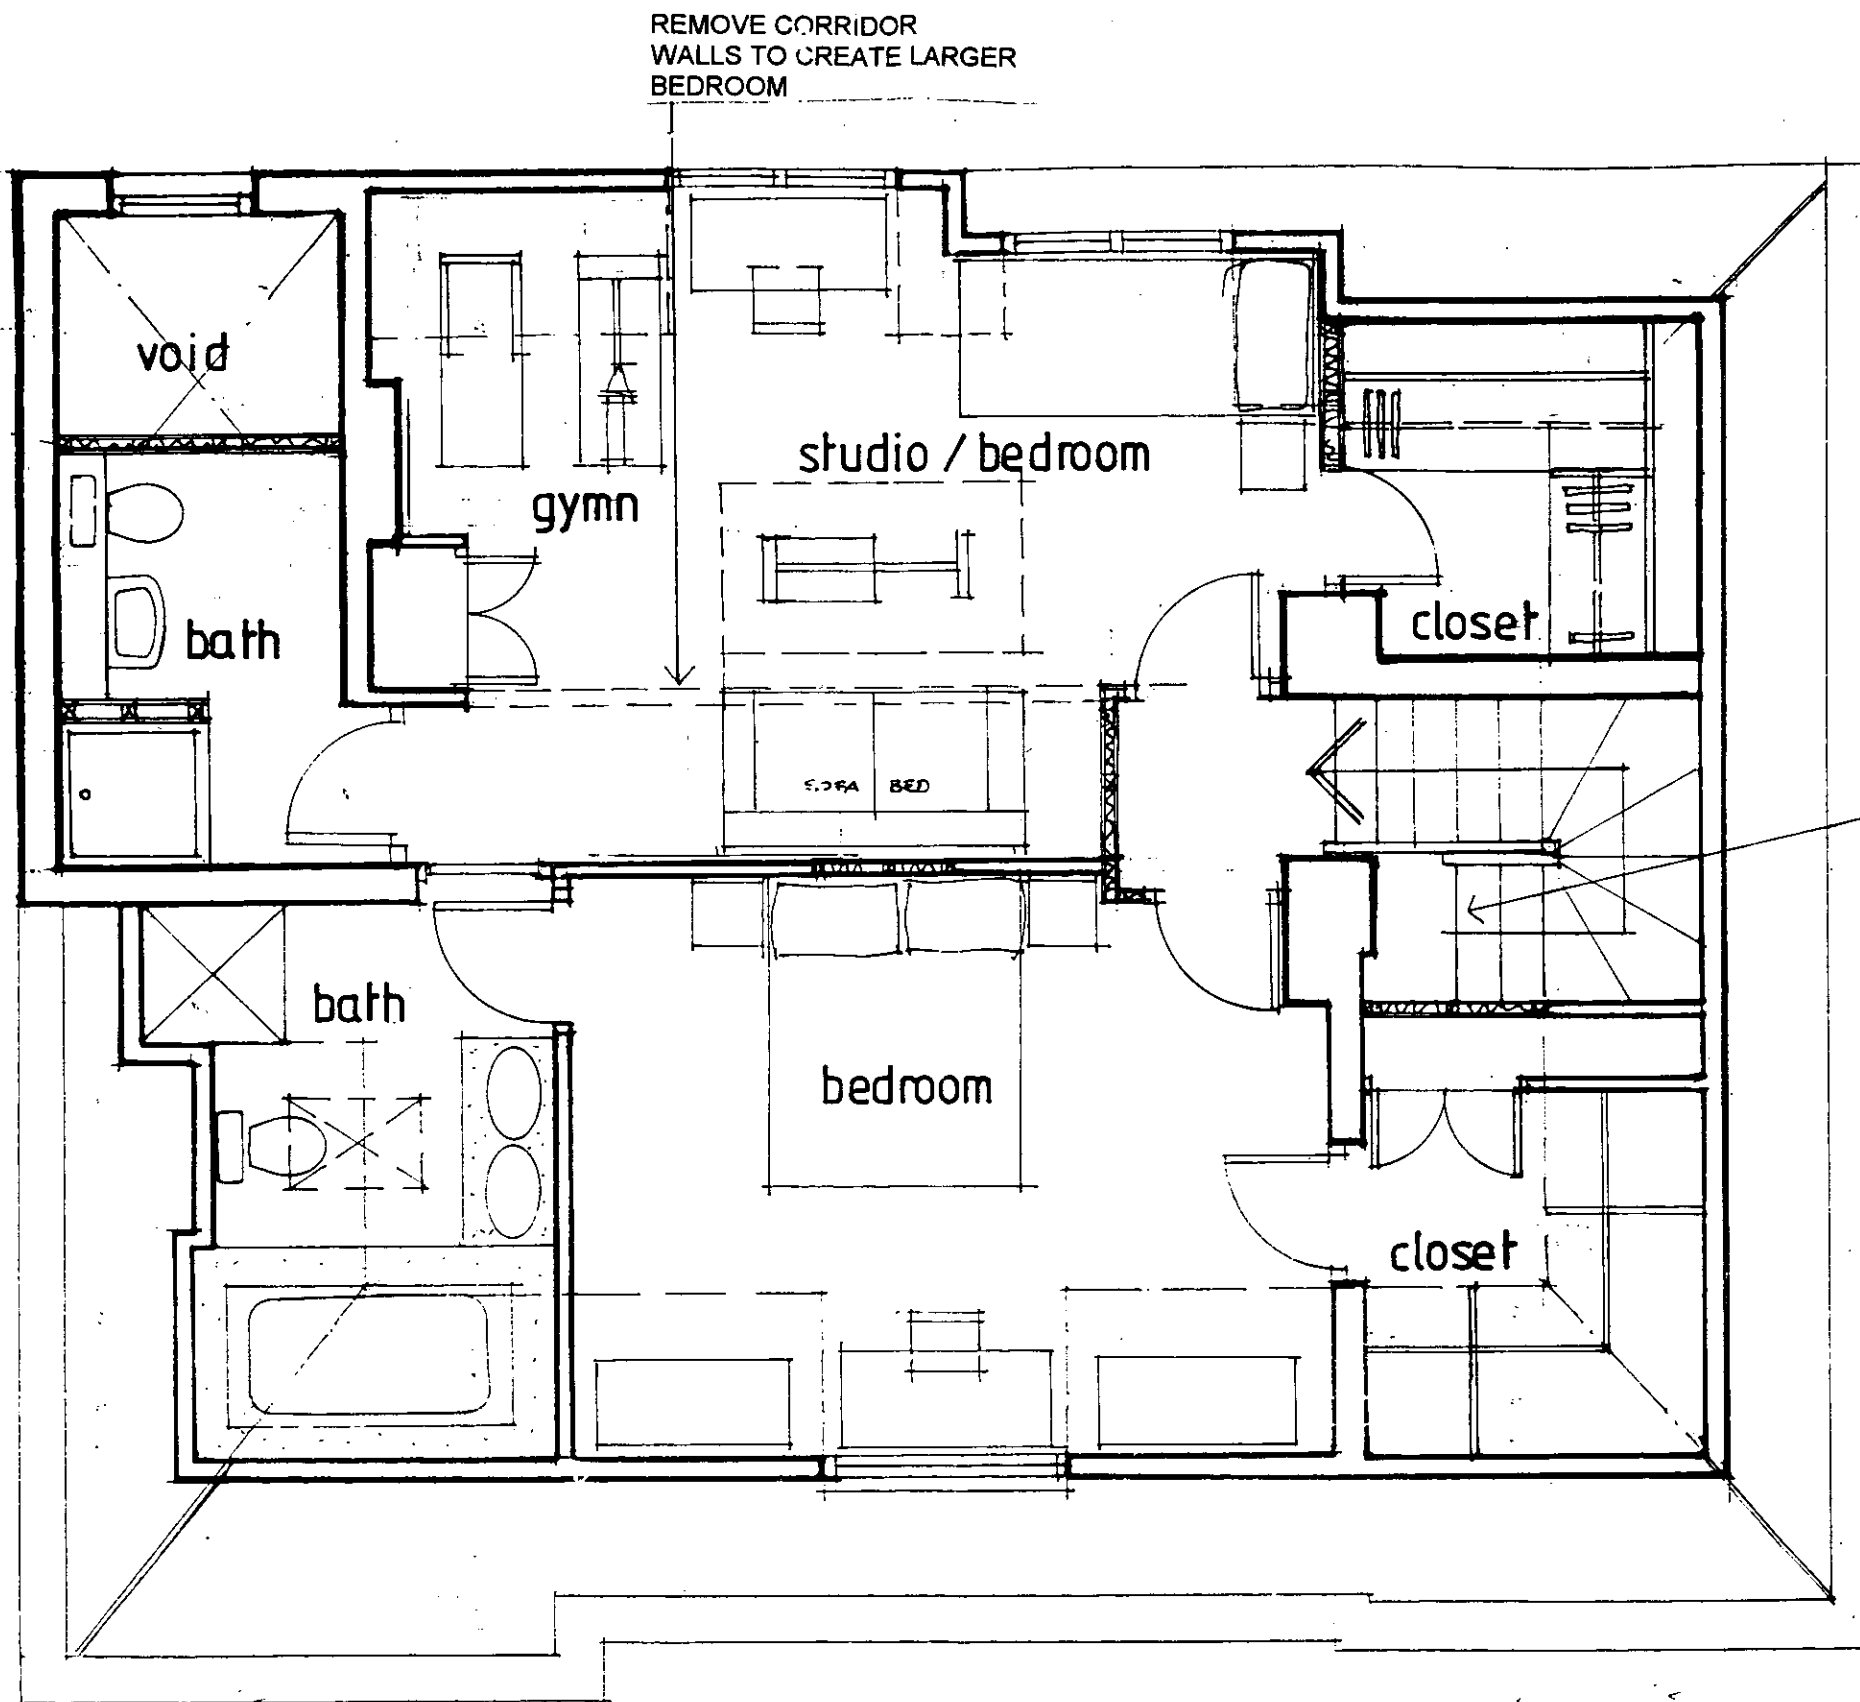 REMOVE CORRIDOR
WALLS TO CREATE LARGER
BEDROOM
void
studio / bedroom
gymn
bath
closet
SOFA BED
bath
bedroom
closet